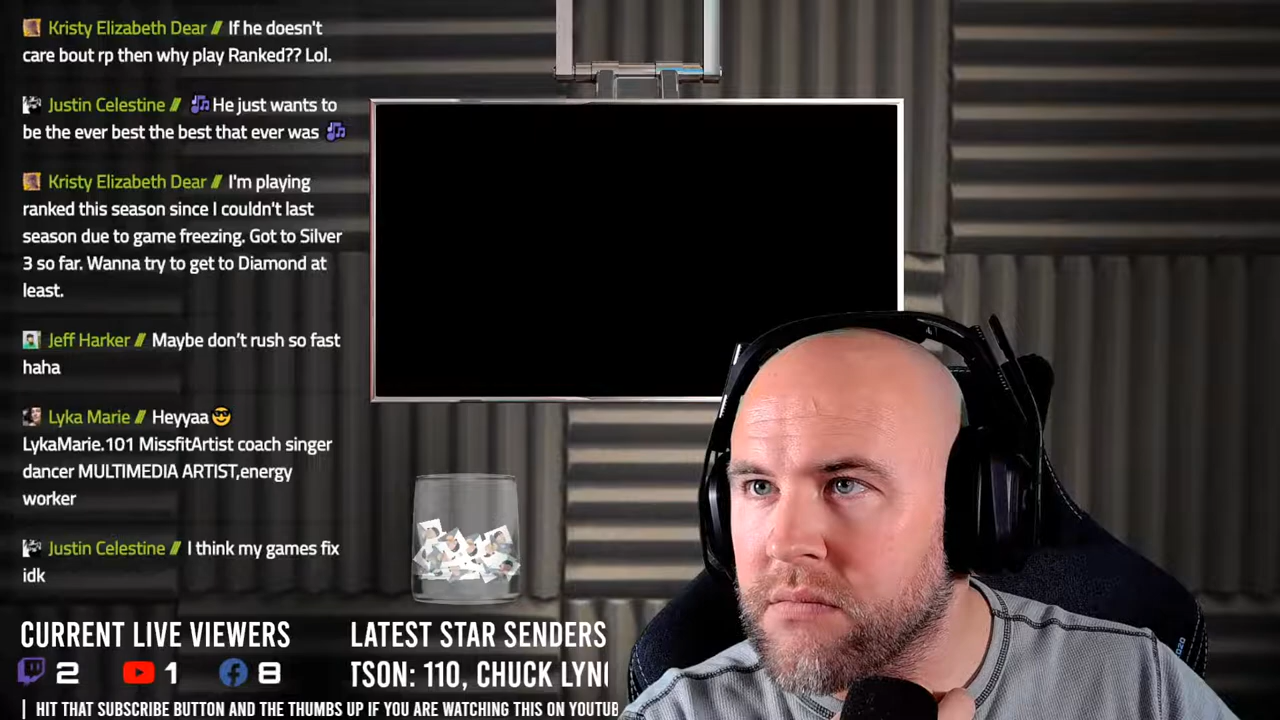 Kristy Elizabeth Dear // If he doesn't
care bout rp then why play Ranked?? Lol.
Justin Celestine // 🎶He just wants to
be the ever best the best that ever was 🎶
Kristy Elizabeth Dear // I'm playing
ranked this season since I couldn't last
season due to game freezing. Got to Silver
3 so far. Wanna try to get to Diamond at
least.
Jeff Harker // Maybe don't rush so fast
haha
Lyka Marie // Heyyaa😎
LykaMarie.101 MissfitArtist coach singer
dancer MULTIMEDIA ARTIST,energy
worker
Justin Celestine // I think my games fix
idk
CURRENT LIVE VIEWERS
2 1 8
LATEST STAR SENDERS
TSON: 110, CHUCK LYN
| HIT THAT SUBSCRIBE BUTTON AND THE THUMBS UP IF YOU ARE WATCHING THIS ON YOUTUB